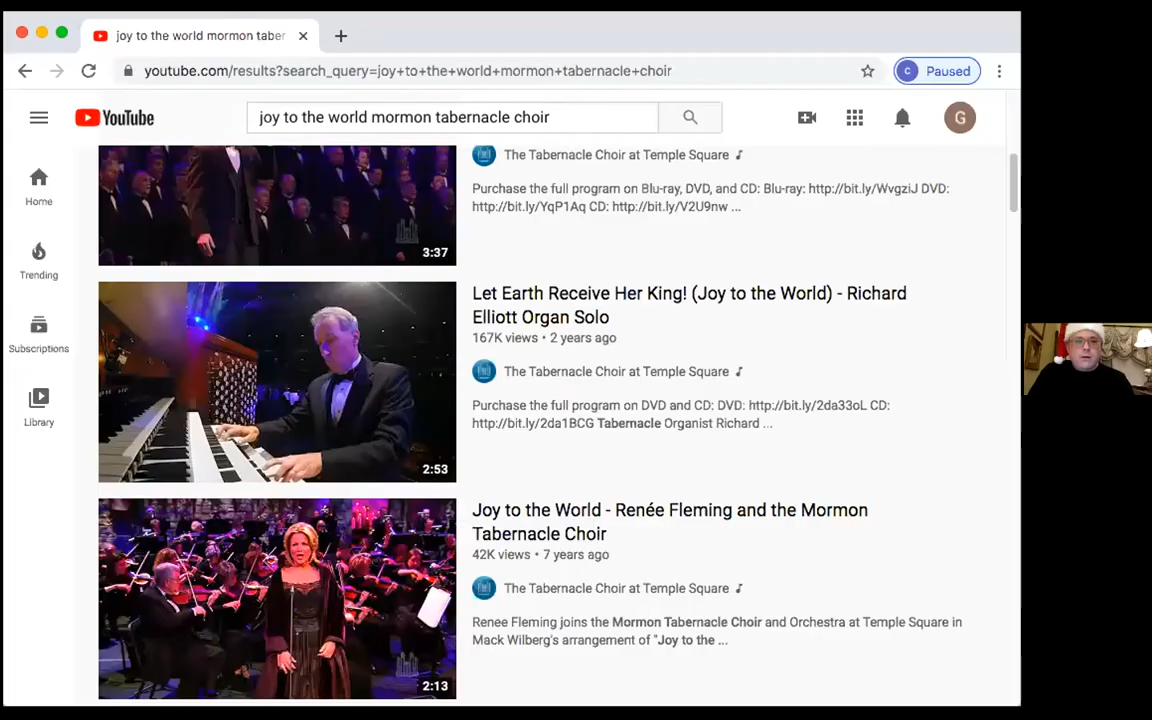 joy to the world mormon taber
youtube.com/results?search_query=joy+to+the+world+mormon+tabernacle+choir
C
Paused
YouTube
joy to the world mormon tabernacle choir
G
Home
Trending
Subscriptions
Library
3:37
The Tabernacle Choir at Temple Square
Purchase the full program on Blu-ray, DVD, and CD: Blu-ray: http://bit.ly/WvgziJ DVD:
http://bit.ly/YqP1Aq CD: http://bit.ly/V2U9nw ...
2:53
Let Earth Receive Her King! (Joy to the World) - Richard
Elliott Organ Solo
167K views • 2 years ago
The Tabernacle Choir at Temple Square
Purchase the full program on DVD and CD: DVD: http://bit.ly/2da33oL CD:
http://bit.ly/2da1BCG Tabernacle Organist Richard ...
2:13
Joy to the World - Renée Fleming and the Mormon
Tabernacle Choir
42K views • 7 years ago
The Tabernacle Choir at Temple Square
Renee Fleming joins the Mormon Tabernacle Choir and Orchestra at Temple Square in
Mack Wilberg's arrangement of "Joy to the ...